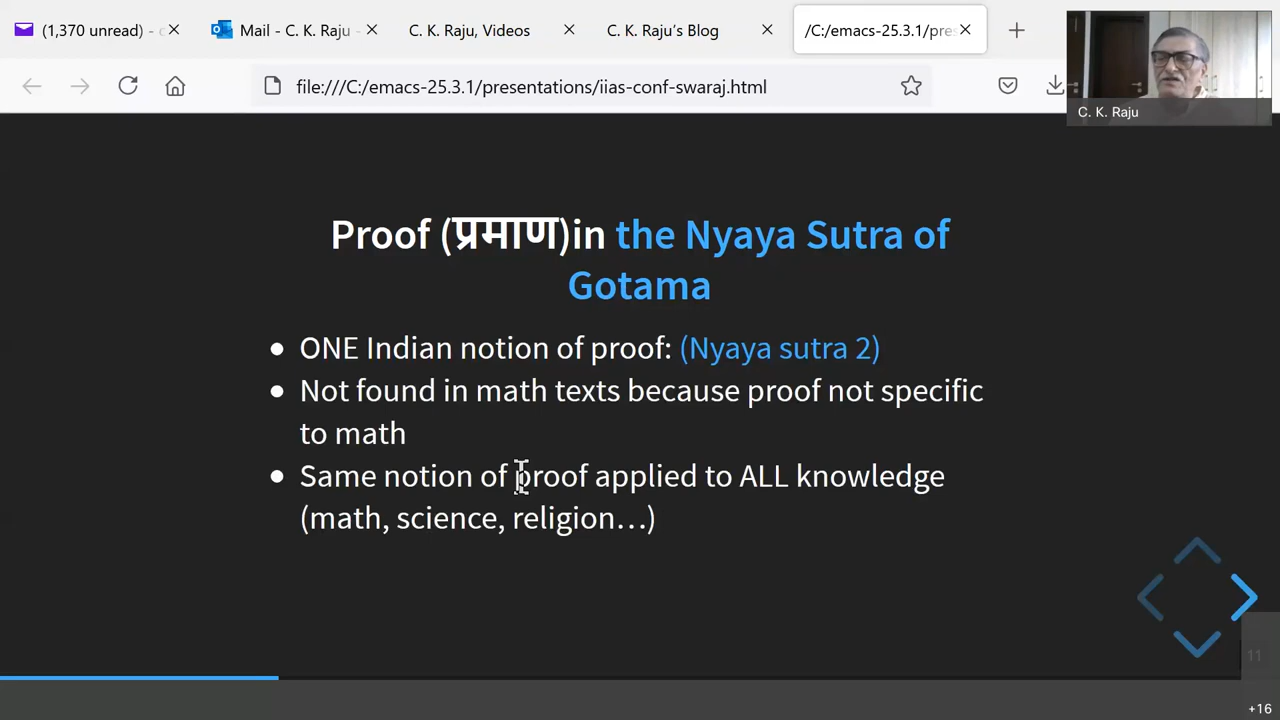 (1,370 unread) - c
Mail - C. K. Raju -
C. K. Raju, Videos
C. K. Raju's Blog
/C:/emacs-25.3.1/pres
file:///C:/emacs-25.3.1/presentations/iias-conf-swaraj.html
C. K. Raju
Proof (प्रमाण)in the Nyaya Sutra of
Gotama
ONE Indian notion of proof: (Nyaya sutra 2)
Not found in math texts because proof not specific
to math
Same notion of proof applied to ALL knowledge
(math, science, religion…)
11
+16